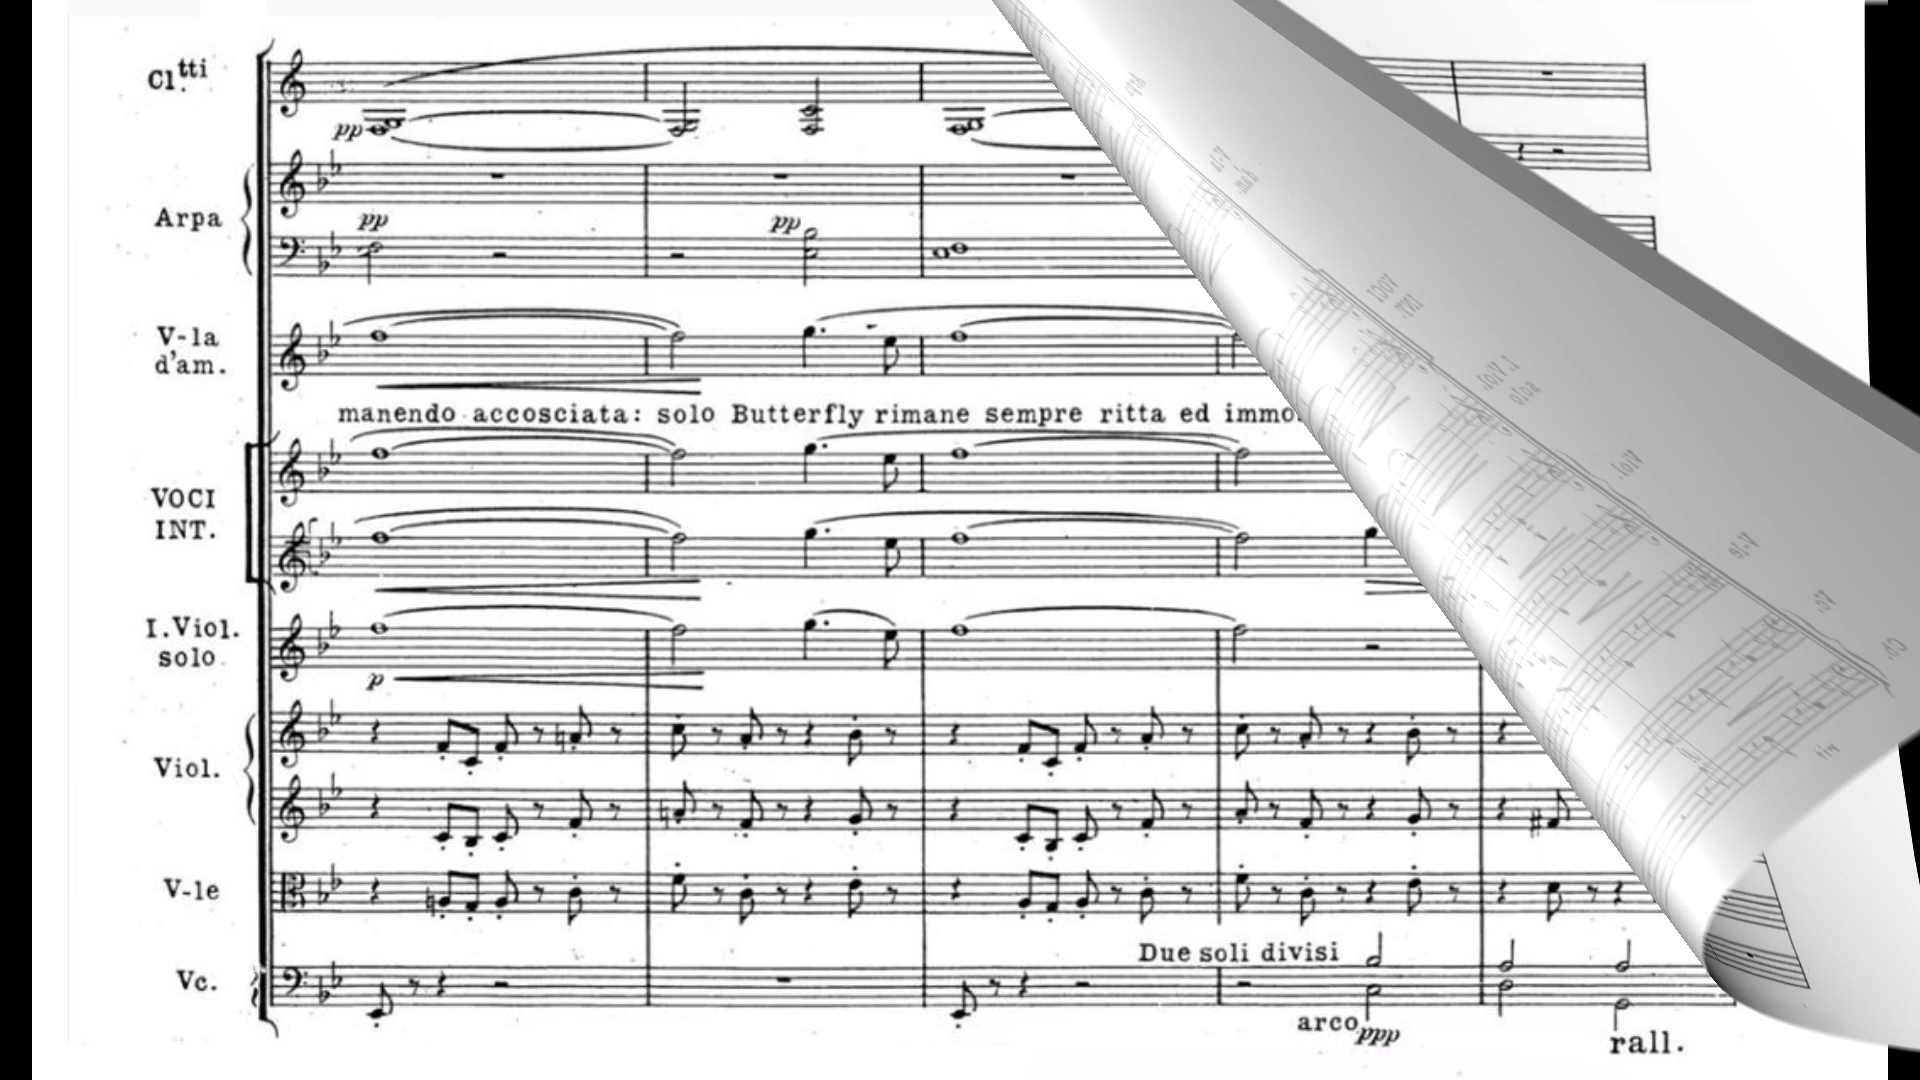 Cl.tti
pp
Arpa
pp
pp
V-la
d'am.
manendo accosciata: solo Butterfly rimane sempre ritta ed immo
VOCI
INT.
I.Viol.
solo
p
Viol.
V-le
Due soli divisi
Vc.
arco ppp
rall.